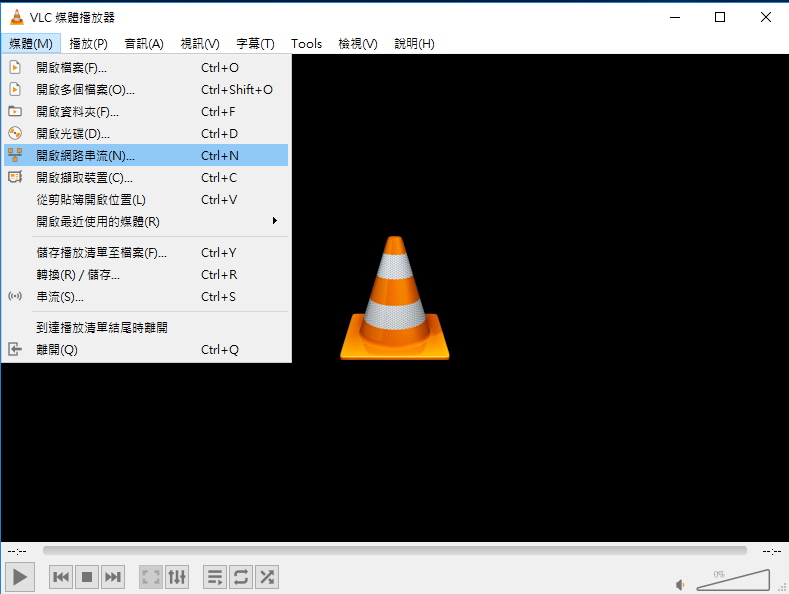 VLC 媒體播放器
媒體(M) 播放(P) 音訊(A) 視訊(V) 字幕(T) Tools 檢視(V) 說明(H)
開啟檔案(F)... Ctrl+O
開啟多個檔案(O)... Ctrl+Shift+O
開啟資料夾(F)... Ctrl+F
開啟光碟(D)... Ctrl+D
開啟網路串流(N)... Ctrl+N
開啟擷取裝置(C)... Ctrl+C
從剪貼簿開啟位置(L) Ctrl+V
開啟最近使用的媒體(R)
儲存播放清單至檔案(F)... Ctrl+Y
轉換(R) / 儲存... Ctrl+R
串流(S)... Ctrl+S
到達播放清單結尾時離開
離開(Q) Ctrl+Q
--:-- --:--
0%